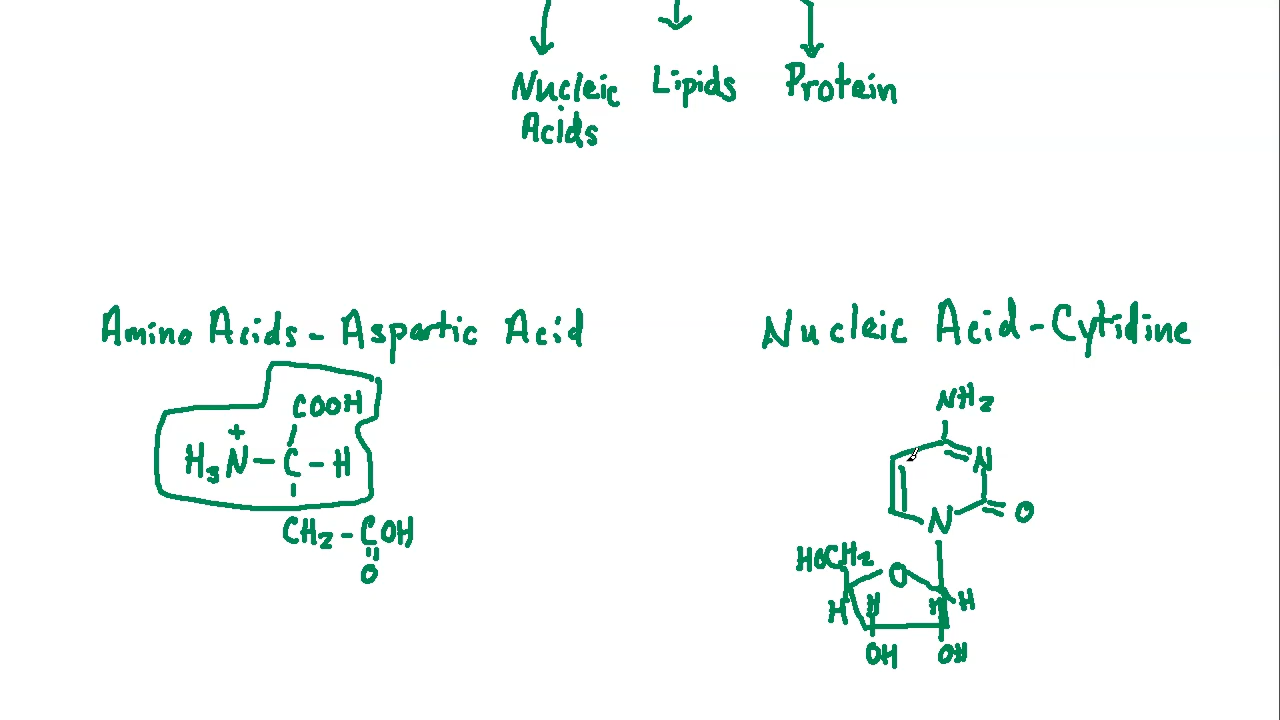 Nucleic Lipids Protein
Acids
Amino Acids - Aspartic Acid
Nucleic Acid - Cytidine
COOH
+
H3N - C - H
CH2 - COH
O
NH2
N
N
O
HOCH2
O
H H H H
OH OH